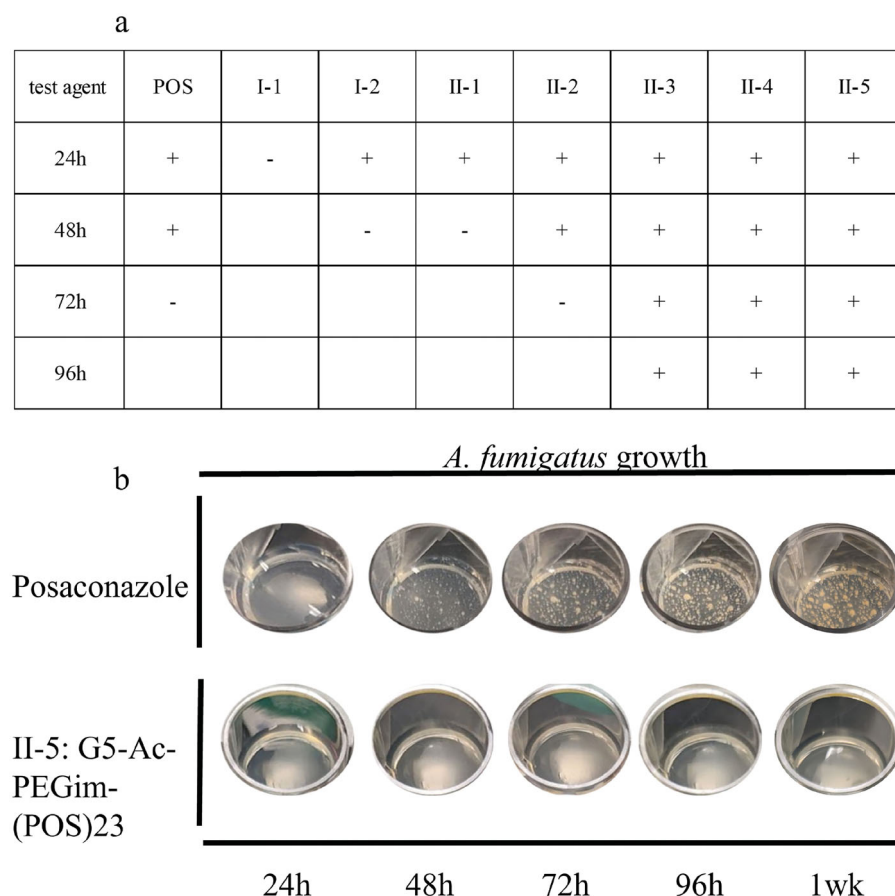 a
test agent POS I-1 I-2 II-1 II-2 II-3 II-4 II-5
24h + - + + + + + +
48h + - - + + + +
72h - - + + +
96h + + +
b
A. fumigatus growth
Posaconazole
II-5: G5-Ac-
PEGim-
(POS)23
24h 48h 72h 96h 1wk